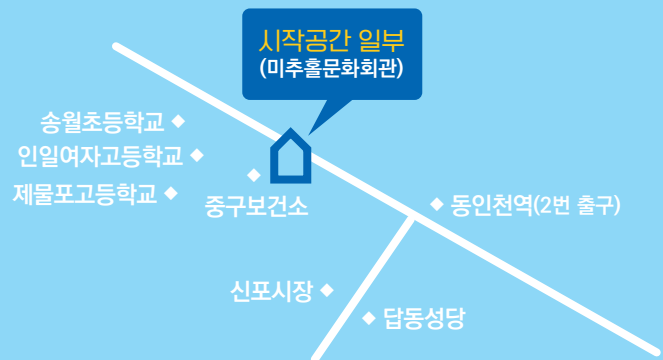 시작공간 일부
(미추홀문화회관)
송월초등학교
인일여자고등학교
제물포고등학교
중구보건소
동인천역(2번 출구)
신포시장
답동성당